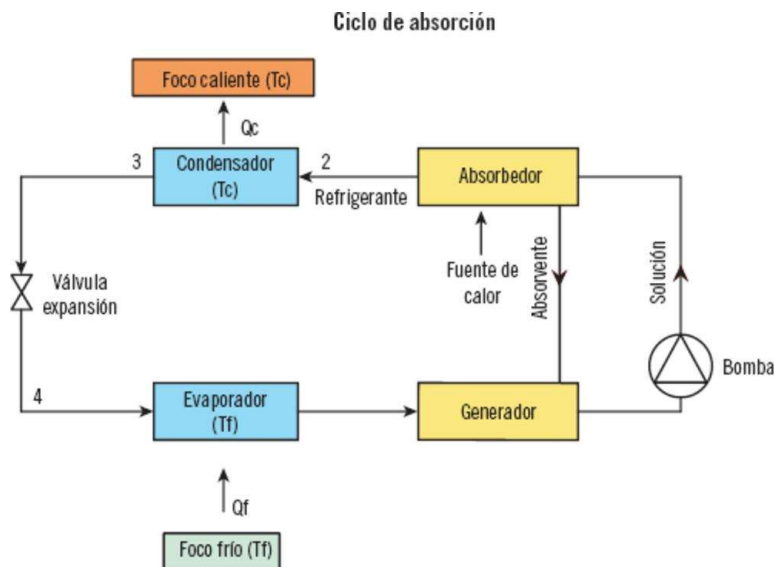 Ciclo de absorción
Foco caliente (Tc)
Qc
3
Condensador
(Tc)
2
Refrigerante
Absorbedor
Fuente de
calor
Absorvente
Solución
Válvula
expansión
Bomba
4
Evaporador
(Tf)
Generador
Qf
Foco frío (Tf)